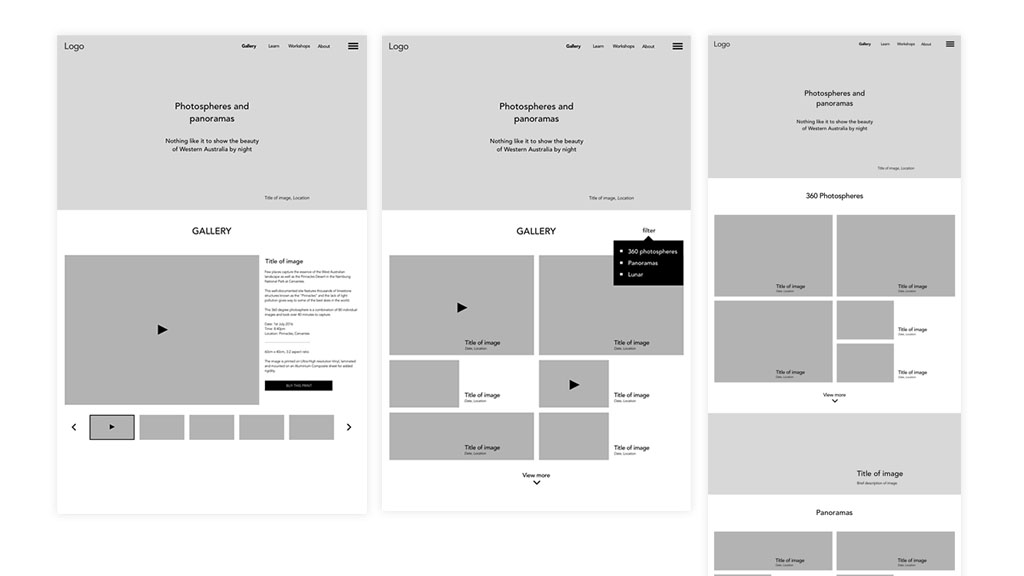 Logo
Gallery Learn Workshops About
Photospheres and
panoramas
Nothing like it to show the beauty
of Western Australia by night
Title of image, Location
GALLERY
Title of image
Few places capture the essence of the West Australian
landscape as well as the Pinnacles Desert in the Nambung
National Park at Cervantes.
This well-documented site features thousands of limestone
structures known as the "Pinnacles" and the lack of light
pollution gives way to some of the best skies in the world.
This 360 degree photosphere is a combination of 88 individual
images and took over 40 minutes to capture
Date: 1st July 2016
Time: 8.40pm
Location: Pinnacles, Cervantes
60cm x 40cm, 3:2 aspect ratio
The image is printed on Ultra-High resolution Vinyl, laminated
and mounted on an Aluminium Composite sheet for added
rigidity.
BUY THIS PRINT
Logo
Gallery Learn Workshops About
Photospheres and
panoramas
Nothing like it to show the beauty
of Western Australia by night
Title of image, Location
GALLERY
filter
360 photospheres
Panoramas
Lunar
Title of image
Date, Location
Title of image
Date, Location
Title of image
Date, Location
Title of image
Date, Location
Title of image
Date, Location
Title of image
Date, Location
View more
Logo
Gallery Learn Workshops About
Photospheres and
panoramas
Nothing like it to show the beauty
of Western Australia by night
Title of image, Location
360 Photospheres
Title of image
Date, Location
Title of image
Date, Location
Title of image
Date, Location
Title of image
Date, Location
Title of image
Date, Location
View more
Title of image
Brief description of image
Panoramas
Title of image
Date, Location
Title of image
Date, Location